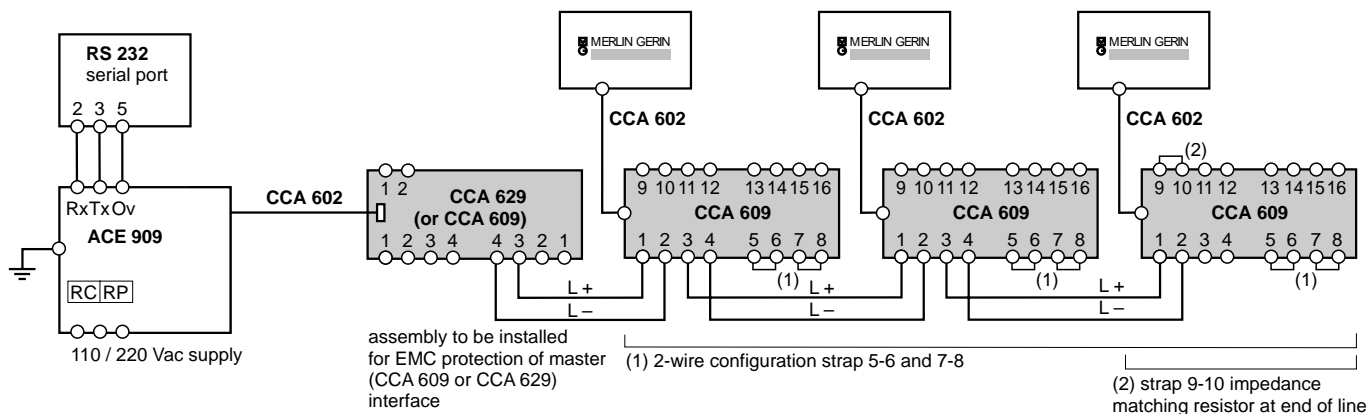 RS 232
serial port
2 3 5
RxTxOv
ACE 909
RC RP
110 / 220 Vac supply
CCA 602
1 2
CCA 629
(or CCA 609)
1 2 3 4 4 3 2 1
L +
L –
assembly to be installed
for EMC protection of master
(CCA 609 or CCA 629)
interface
MERLIN GERIN
CCA 602
9 10 11 12 13 14 15 16
CCA 609
1 2 3 4 5 6 7 8
(1)
L +
L –
MERLIN GERIN
CCA 602
9 10 11 12 13 14 15 16
CCA 609
1 2 3 4 5 6 7 8
(1)
L +
L –
MERLIN GERIN
CCA 602
(2)
9 10 11 12 13 14 15 16
CCA 609
1 2 3 4 5 6 7 8
(1)
(1) 2-wire configuration strap 5-6 and 7-8
(2) strap 9-10 impedance
matching resistor at end of line